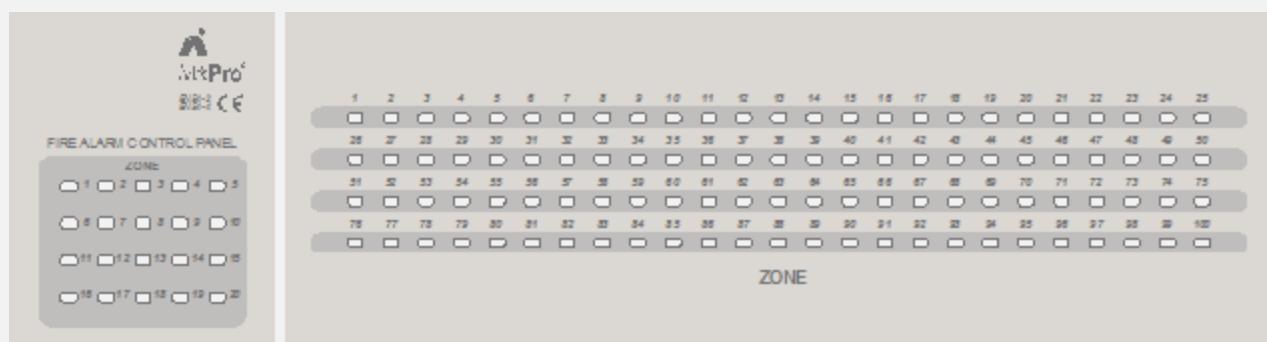 Pro
CE
FIRE ALARM CONTROL PANEL
ZONE
1 2 3 4 5
6 7 8 9 10
11 12 13 14 15
16 17 18 19 20
1 2 3 4 5 6 7 8 9 10 11 12 13 14 15 16 17 18 19 20 21 22 23 24 25
26 27 28 29 30 31 32 33 34 35 36 37 38 39 40 41 42 43 44 45 46 47 48 49 50
51 52 53 54 55 56 57 58 59 60 61 62 63 64 65 66 67 68 69 70 71 72 73 74 75
76 77 78 79 80 81 82 83 84 85 86 87 88 89 90 91 92 93 94 95 96 97 98 99 100
ZONE